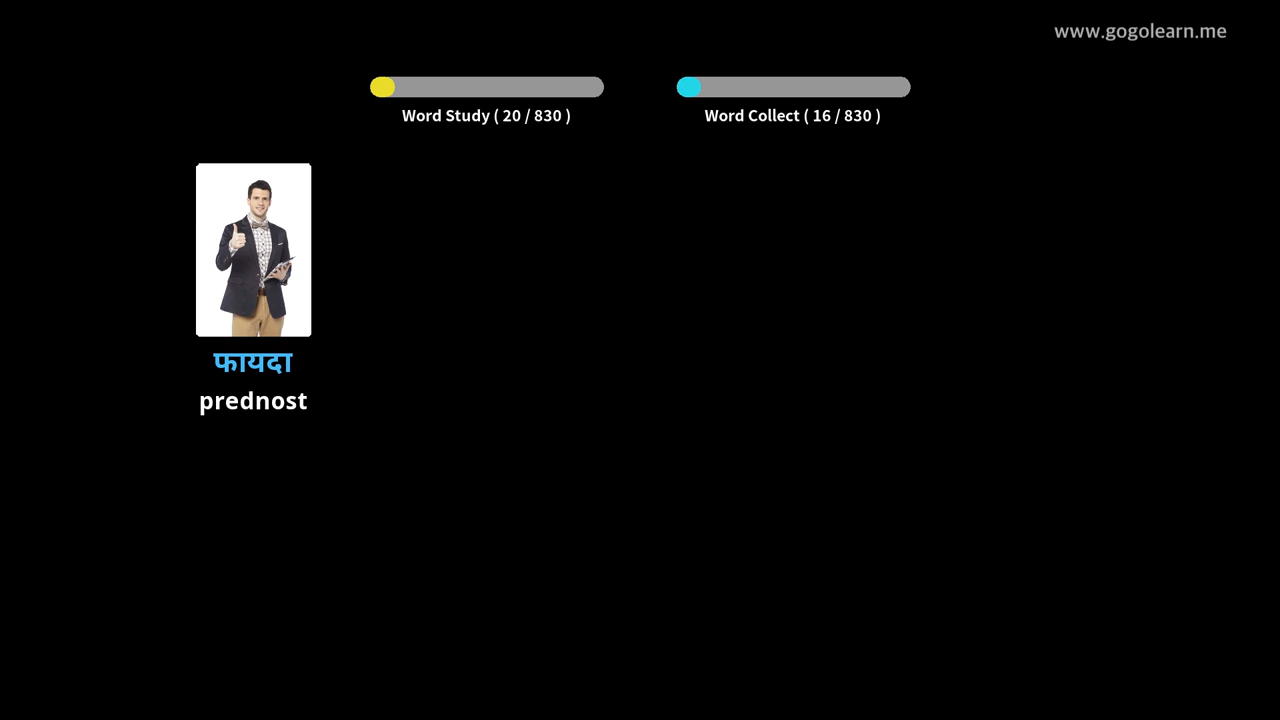 www.gogolearn.me
Word Study ( 20 / 830 )
Word Collect ( 16 / 830 )
फायदा
prednost